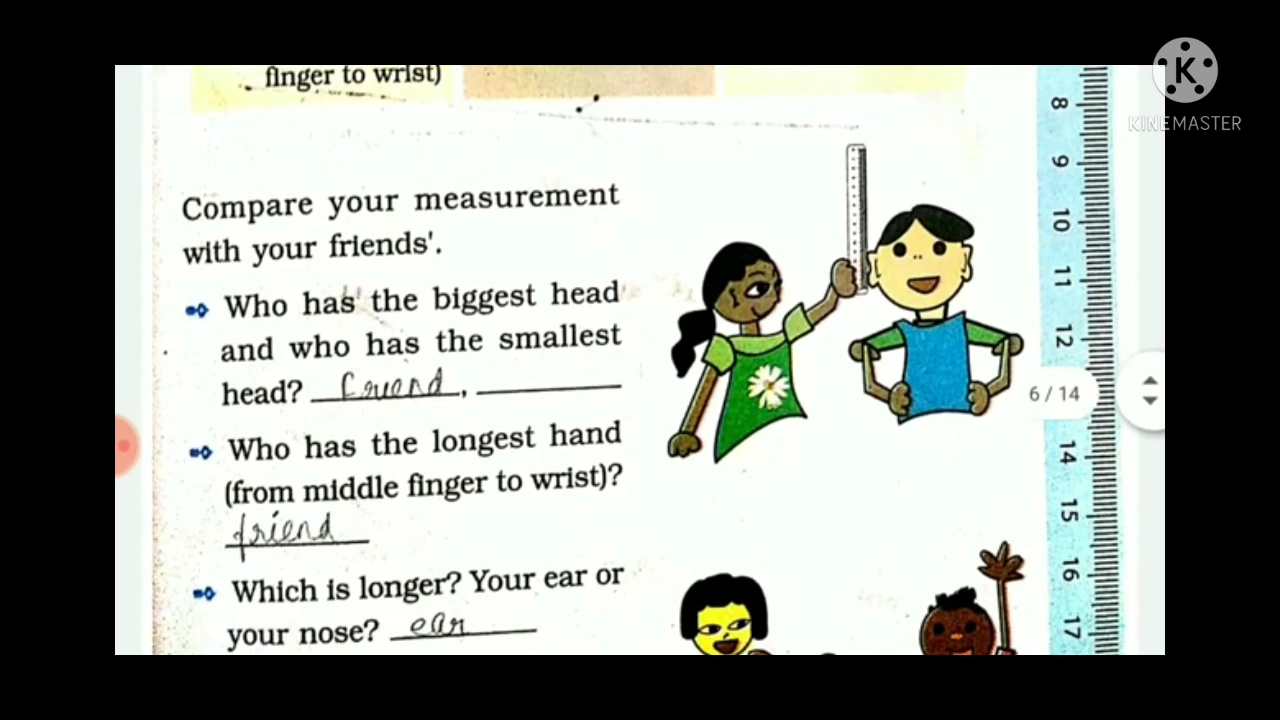 finger to wrist)
K
KINEMASTER
8
9
10
11
12
14
15
16
17
Compare your measurement
with your friends'.
Who has the biggest head
and who has the smallest
head? friend, 
Who has the longest hand
(from middle finger to wrist)?
friend
Which is longer? Your ear or
your nose? ear
6 / 14